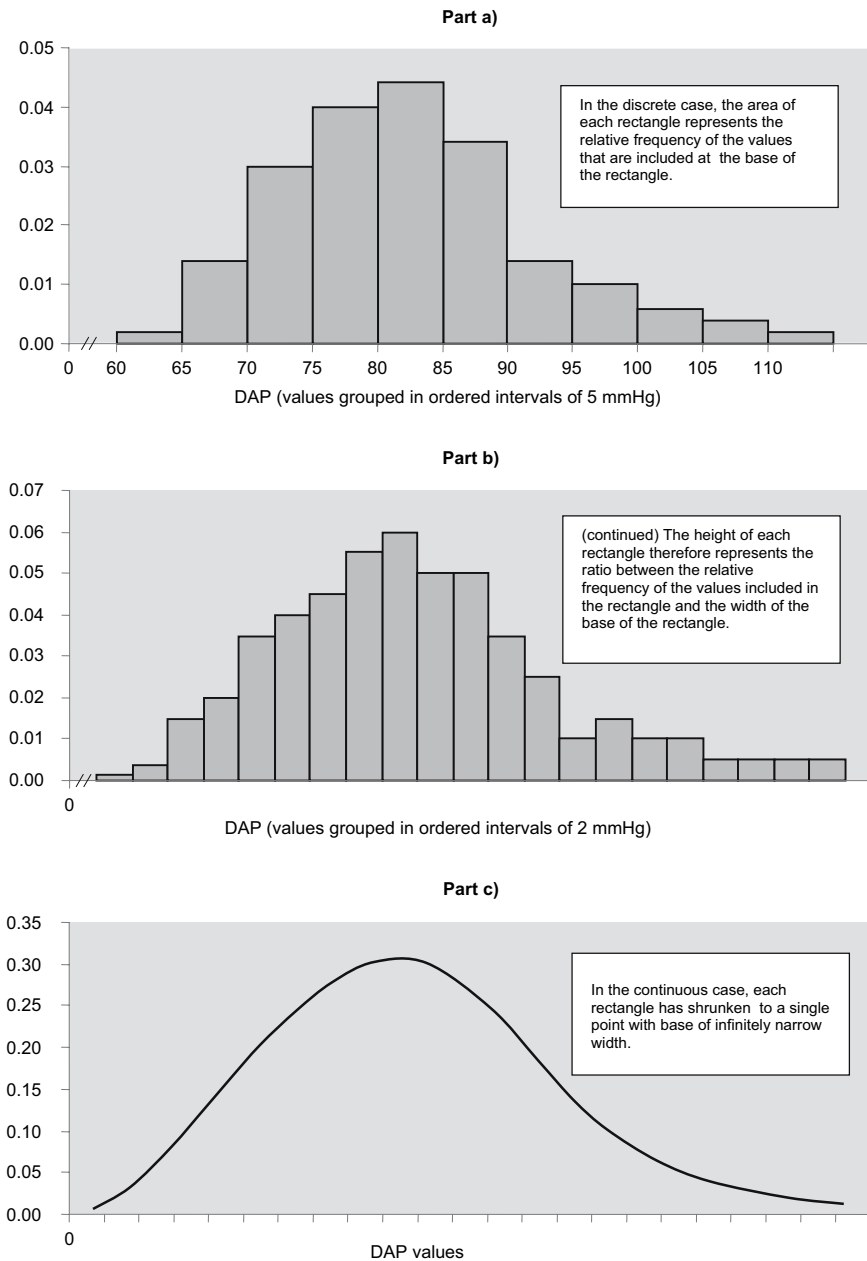 Part a)
0.05
0.04
0.03
0.02
0.01
0.00
In the discrete case, the area of
each rectangle represents the
relative frequency of the values
that are included at the base of
the rectangle.
0 // 60 65 70 75 80 85 90 95 100 105 110
DAP (values grouped in ordered intervals of 5 mmHg)
Part b)
0.07
0.06
0.05
0.04
0.03
0.02
0.01
0.00
(continued) The height of each
rectangle therefore represents the
ratio between the relative
frequency of the values included in
the rectangle and the width of the
base of the rectangle.
//
0
DAP (values grouped in ordered intervals of 2 mmHg)
Part c)
0.35
0.30
0.25
0.20
0.15
0.10
0.05
0.00
In the continuous case, each
rectangle has shrunken to a single
point with base of infinitely narrow
width.
0
DAP values